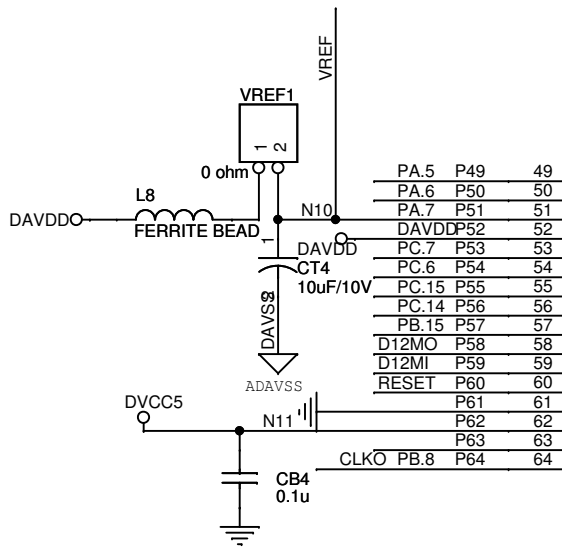 VREF
VREF1
1 2
0 ohm
L8
DAVDD
FERRITE BEAD
N10
1
DAVDD
CT4
10uF/10V
2
DAVSS
ADAVSS
DVCC5
N11
CB4
0.1u
PA.5 P49 49
PA.6 P50 50
PA.7 P51 51
DAVDD P52 52
PC.7 P53 53
PC.6 P54 54
PC.15 P55 55
PC.14 P56 56
PB.15 P57 57
D12MO P58 58
D12MI P59 59
RESET P60 60
P61 61
P62 62
P63 63
CLKO PB.8 P64 64